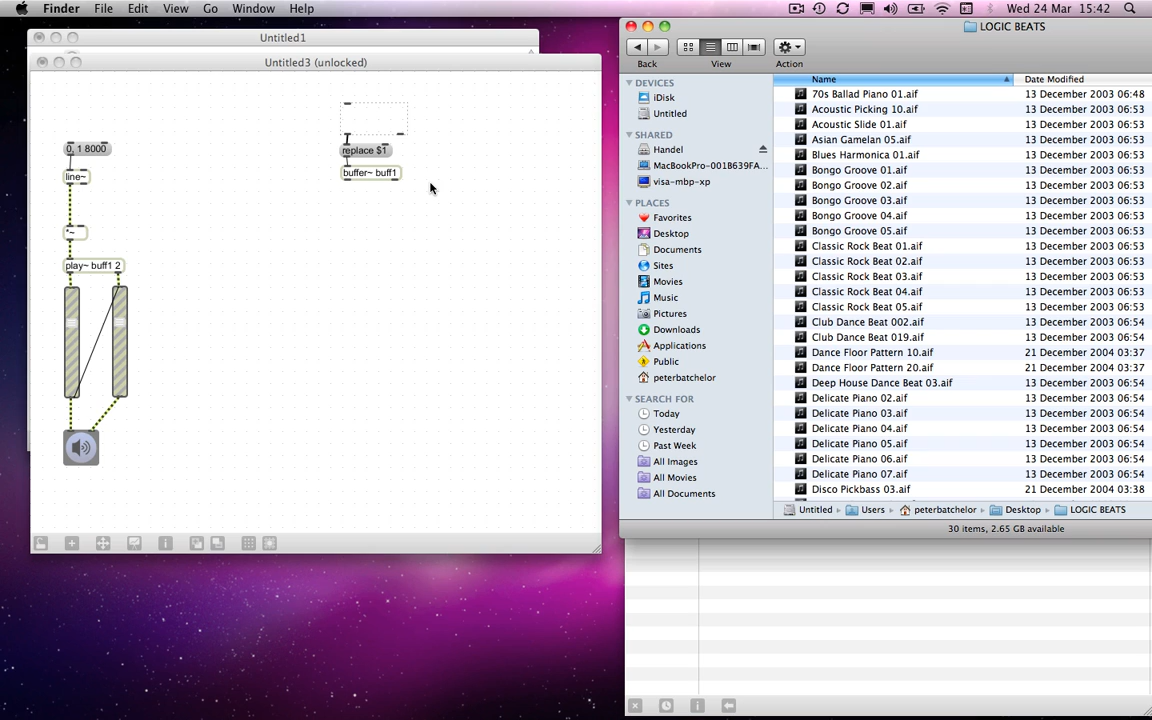 Finder File Edit View Go Window Help Wed 24 Mar 15:42
Untitled1
Untitled3 (unlocked)
0, 1 8000
line~
*~
play~ buff1 2
replace $1
buffer~ buff1
LOGIC BEATS
Back View Action
DEVICES
iDisk
Untitled
SHARED
Handel
MacBookPro-001B639FA...
visa-mbp-xp
PLACES
Favorites
Desktop
Documents
Sites
Movies
Music
Pictures
Downloads
Applications
Public
peterbatchelor
SEARCH FOR
Today
Yesterday
Past Week
All Images
All Movies
All Documents
Name Date Modified
70s Ballad Piano 01.aif 13 December 2003 06:48
Acoustic Picking 10.aif 13 December 2003 06:53
Acoustic Slide 01.aif 13 December 2003 06:53
Asian Gamelan 05.aif 13 December 2003 06:53
Blues Harmonica 01.aif 13 December 2003 06:53
Bongo Groove 01.aif 13 December 2003 06:53
Bongo Groove 02.aif 13 December 2003 06:53
Bongo Groove 03.aif 13 December 2003 06:53
Bongo Groove 04.aif 13 December 2003 06:53
Bongo Groove 05.aif 13 December 2003 06:53
Classic Rock Beat 01.aif 13 December 2003 06:53
Classic Rock Beat 02.aif 13 December 2003 06:53
Classic Rock Beat 03.aif 13 December 2003 06:53
Classic Rock Beat 04.aif 13 December 2003 06:53
Classic Rock Beat 05.aif 13 December 2003 06:53
Club Dance Beat 002.aif 13 December 2003 06:54
Club Dance Beat 019.aif 13 December 2003 06:54
Dance Floor Pattern 10.aif 21 December 2004 03:37
Dance Floor Pattern 20.aif 21 December 2004 03:37
Deep House Dance Beat 03.aif 13 December 2003 06:54
Delicate Piano 02.aif 13 December 2003 06:54
Delicate Piano 03.aif 13 December 2003 06:54
Delicate Piano 04.aif 13 December 2003 06:54
Delicate Piano 05.aif 13 December 2003 06:54
Delicate Piano 06.aif 13 December 2003 06:54
Delicate Piano 07.aif 13 December 2003 06:54
Disco Pickbass 03.aif 21 December 2004 03:38
Untitled Users peterbatchelor Desktop LOGIC BEATS
30 items, 2.65 GB available